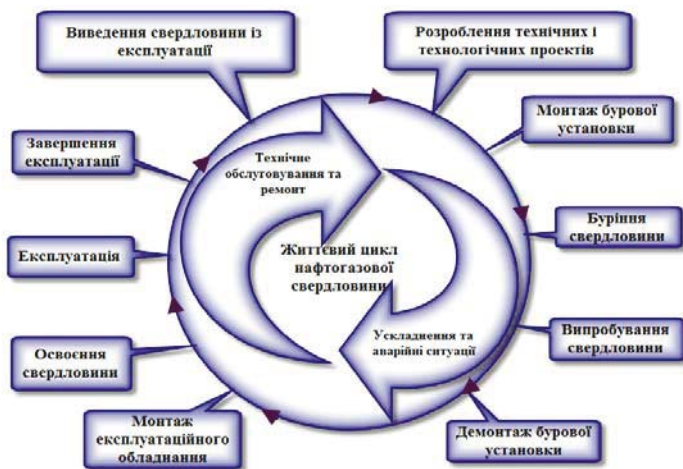 Виведення свердловини із
експлуатації
Розроблення технічних і
технологічних проектів
Монтаж бурової
установки
Буріння
свердловини
Випробування
свердловини
Демонтаж бурової
установки
Монтаж
експлуатаційного
обладнання
Освоєння
свердловини
Експлуатація
Завершення
експлуатації
Технічне
обслутовування та
ремонт
Життєвий цикл
нафтогазової
свердловини
Ускладнення та
аварійні ситуації